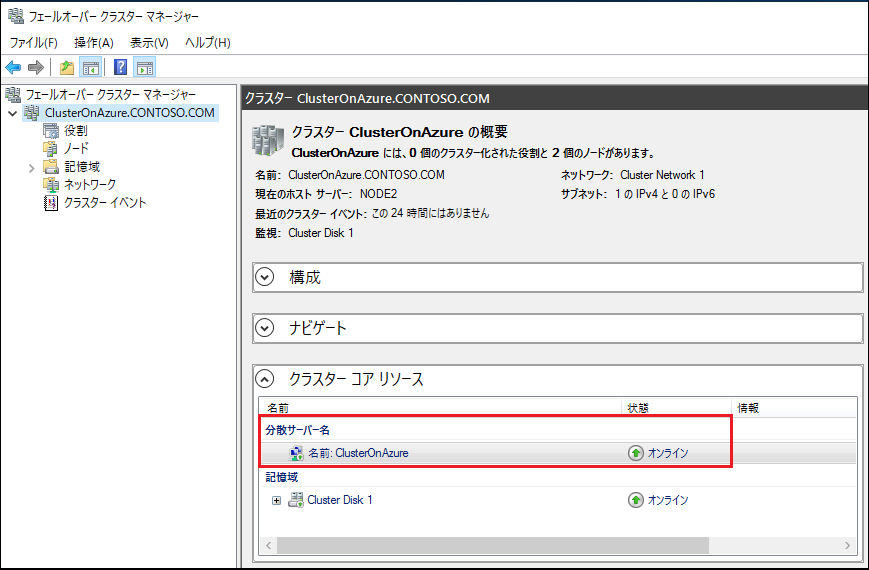 フェールオーバー クラスター マネージャー
ファイル(F) 操作(A) 表示(V) ヘルプ(H)
フェールオーバー クラスター マネージャー
ClusterOnAzure.CONTOSO.COM
役割
ノード
記憶域
ネットワーク
クラスター イベント
クラスター ClusterOnAzure.CONTOSO.COM
クラスター ClusterOnAzure の概要
ClusterOnAzure には、0 個のクラスター化された役割と 2 個のノードがあります。
名前: ClusterOnAzure.CONTOSO.COM
ネットワーク: Cluster Network 1
現在のホスト サーバー: NODE2
サブネット: 1 の IPv4 と 0 の IPv6
最近のクラスター イベント: この 24 時間にはありません
監視: Cluster Disk 1
構成
ナビゲート
クラスター コア リソース
名前 状態 情報
分散サーバー名
名前: ClusterOnAzure オンライン
記憶域
Cluster Disk 1 オンライン